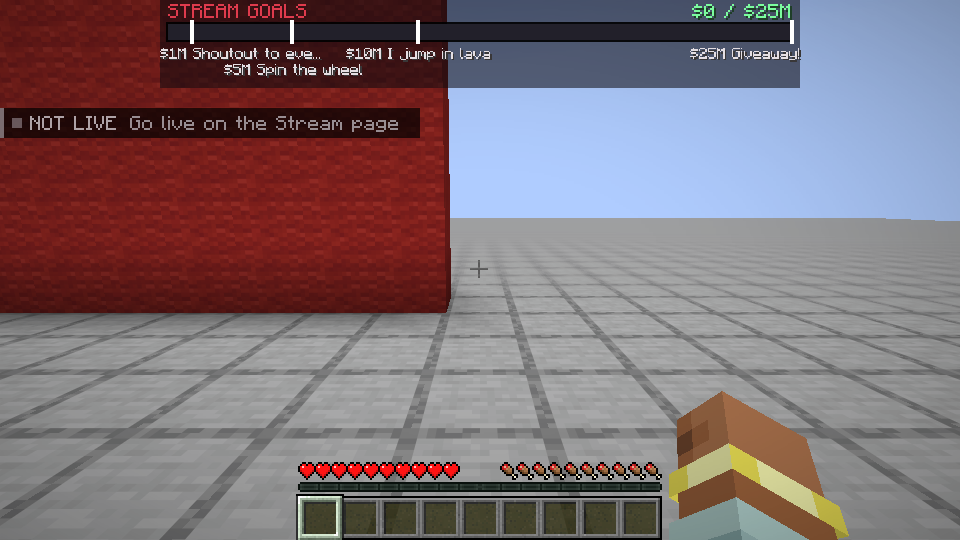 STREAM GOALS $0 / $25M
$1M Shoutout to eve... $10M I jump in lava $25M Giveaway!
$5M Spin the wheel
NOT LIVE Go live on the Stream page